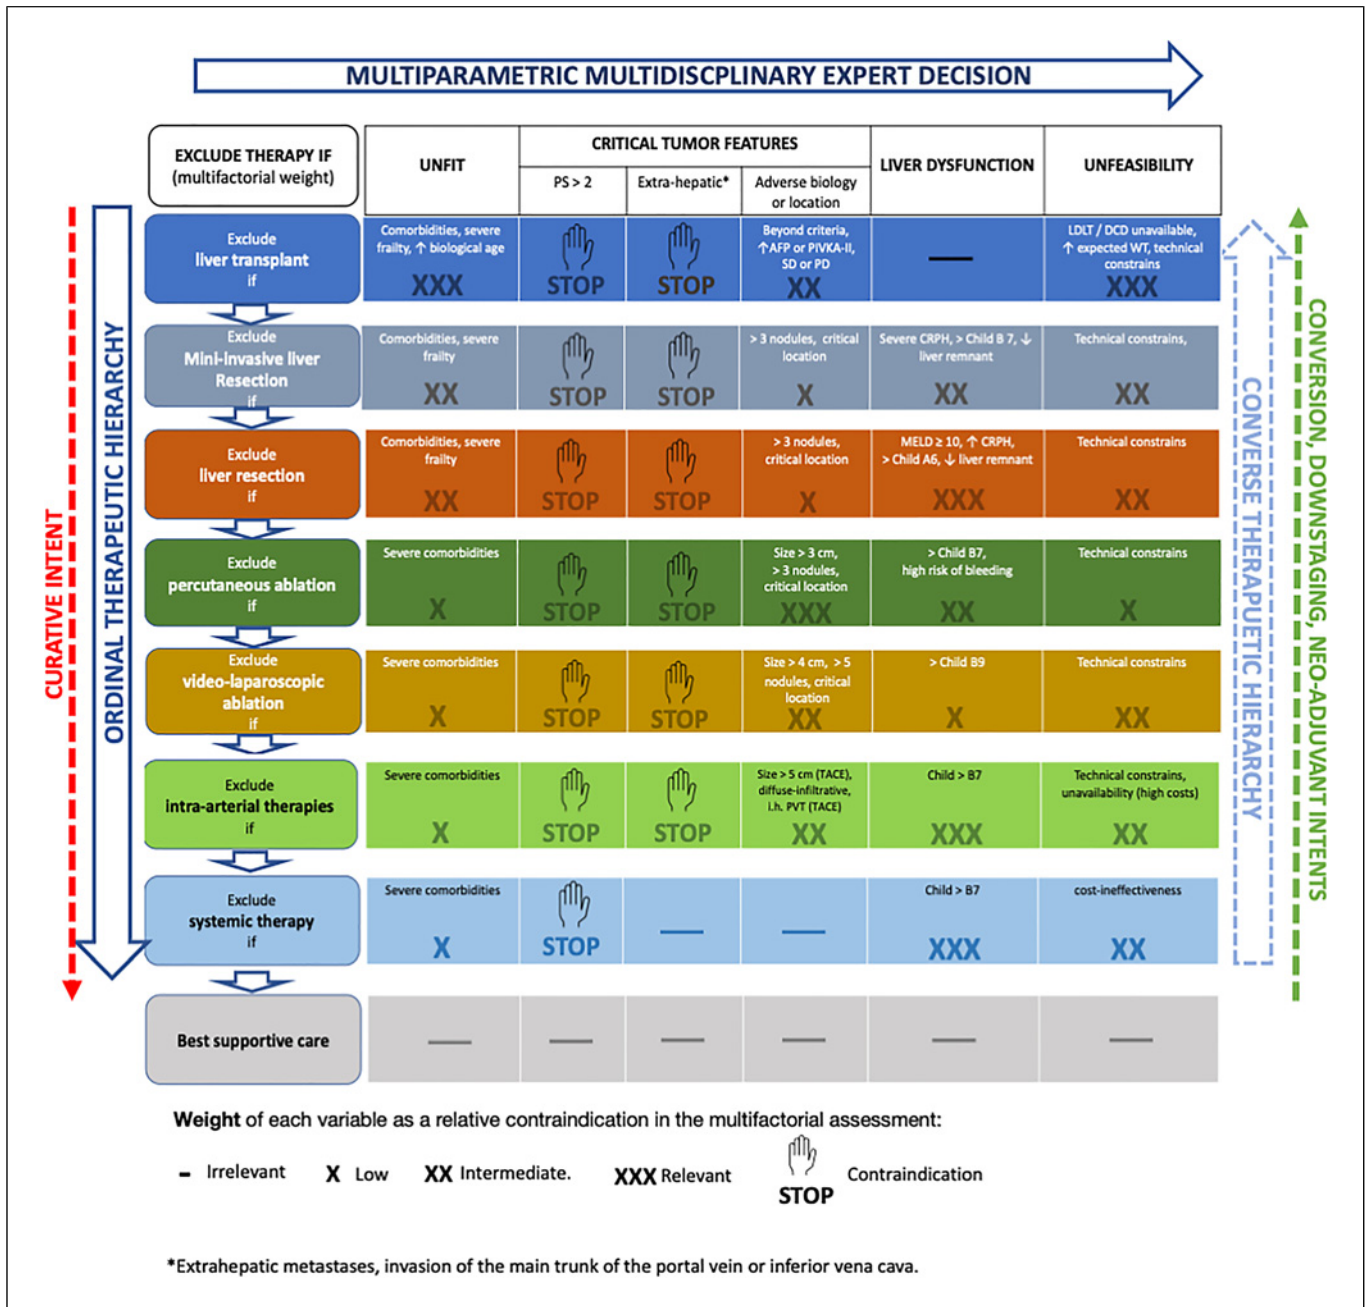 MULTIPARAMETRIC MULTIDISCPLINARY EXPERT DECISION
EXCLUDE THERAPY IF
(multifactorial weight)
UNFIT
CRITICAL TUMOR FEATURES
PS > 2
Extra-hepatic*
Adverse biology
or location
LIVER DYSFUNCTION
UNFEASIBILITY
Exclude
liver transplant
if
Comorbidities, severe
frailty, ↑ biological age
XXX
STOP
STOP
Beyond criteria,
↑AFP or PIVKA-II,
SD or PD
XX
—
LDLT / DCD unavailable,
↑ expected WT, technical
constrains
XXX
Exclude
Mini-invasive liver
Resection
if
Comorbidities, severe
frailty
XX
STOP
STOP
> 3 nodules, critical
location
X
Severe CRPH, > Child B 7, ↓
liver remnant
XX
Technical constrains,
XX
Exclude
liver resection
if
Comorbidities, severe
frailty
XX
STOP
STOP
> 3 nodules,
critical location
X
MELD ≥ 10, ↑ CRPH,
> Child A6, ↓ liver remnant
XXX
Technical constrains
XX
Exclude
percutaneous ablation
if
Severe comorbidities
X
STOP
STOP
Size > 3 cm,
> 3 nodules,
critical location
XXX
> Child B7,
high risk of bleeding
XX
Technical constrains
X
Exclude
video-laparoscopic
ablation
if
Severe comorbidities
X
STOP
STOP
Size > 4 cm, > 5
nodules, critical
location
XX
> Child B9
X
Technical constrains
XX
Exclude
intra-arterial therapies
if
Severe comorbidities
X
STOP
STOP
Size > 5 cm (TACE),
diffuse-infiltrative,
i.h. PVT (TACE)
XX
Child > B7
XXX
Technical constrains,
unavailability (high costs)
XX
Exclude
systemic therapy
if
Severe comorbidities
X
STOP
—
—
Child > B7
XXX
cost-ineffectiveness
XX
Best supportive care
—
—
—
—
—
—
CURATIVE INTENT
ORDINAL THERAPEUTIC HIERARCHY
CONVERSE THERAPUETIC HIERARCHY
CONVERSION, DOWNSTAGING, NEO-ADJUVANT INTENTS
Weight of each variable as a relative contraindication in the multifactorial assessment:
– Irrelevant X Low XX Intermediate. XXX Relevant STOP Contraindication
*Extrahepatic metastases, invasion of the main trunk of the portal vein or inferior vena cava.